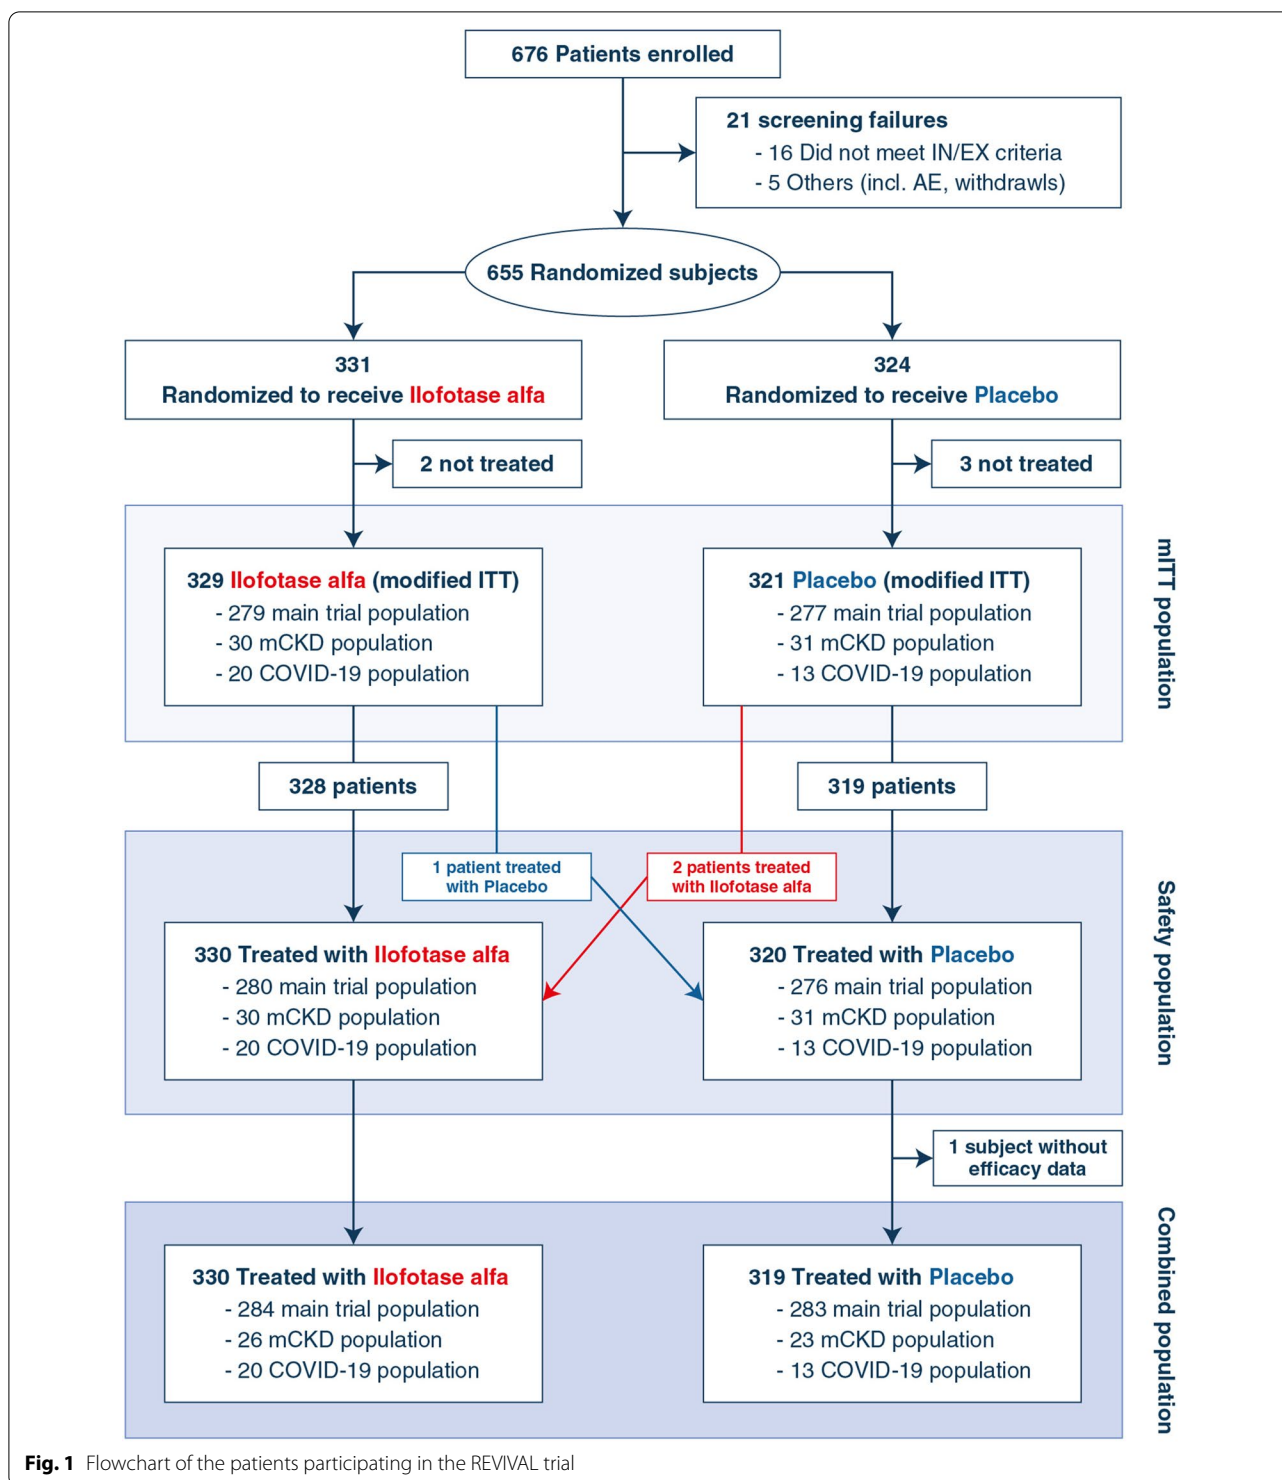 676 Patients enrolled
21 screening failures
- 16 Did not meet IN/EX criteria
- 5 Others (incl. AE, withdrawls)
655 Randomized subjects
331
Randomized to receive Ilofotase alfa
324
Randomized to receive Placebo
2 not treated
3 not treated
329 Ilofotase alfa (modified ITT)
- 279 main trial population
- 30 mCKD population
- 20 COVID-19 population
321 Placebo (modified ITT)
- 277 main trial population
- 31 mCKD population
- 13 COVID-19 population
mITT population
328 patients
319 patients
1 patient treated
with Placebo
2 patients treated
with Ilofotase alfa
330 Treated with Ilofotase alfa
- 280 main trial population
- 30 mCKD population
- 20 COVID-19 population
320 Treated with Placebo
- 276 main trial population
- 31 mCKD population
- 13 COVID-19 population
Safety population
1 subject without
efficacy data
330 Treated with Ilofotase alfa
- 284 main trial population
- 26 mCKD population
- 20 COVID-19 population
319 Treated with Placebo
- 283 main trial population
- 23 mCKD population
- 13 COVID-19 population
Combined population
Fig. 1 Flowchart of the patients participating in the REVIVAL trial